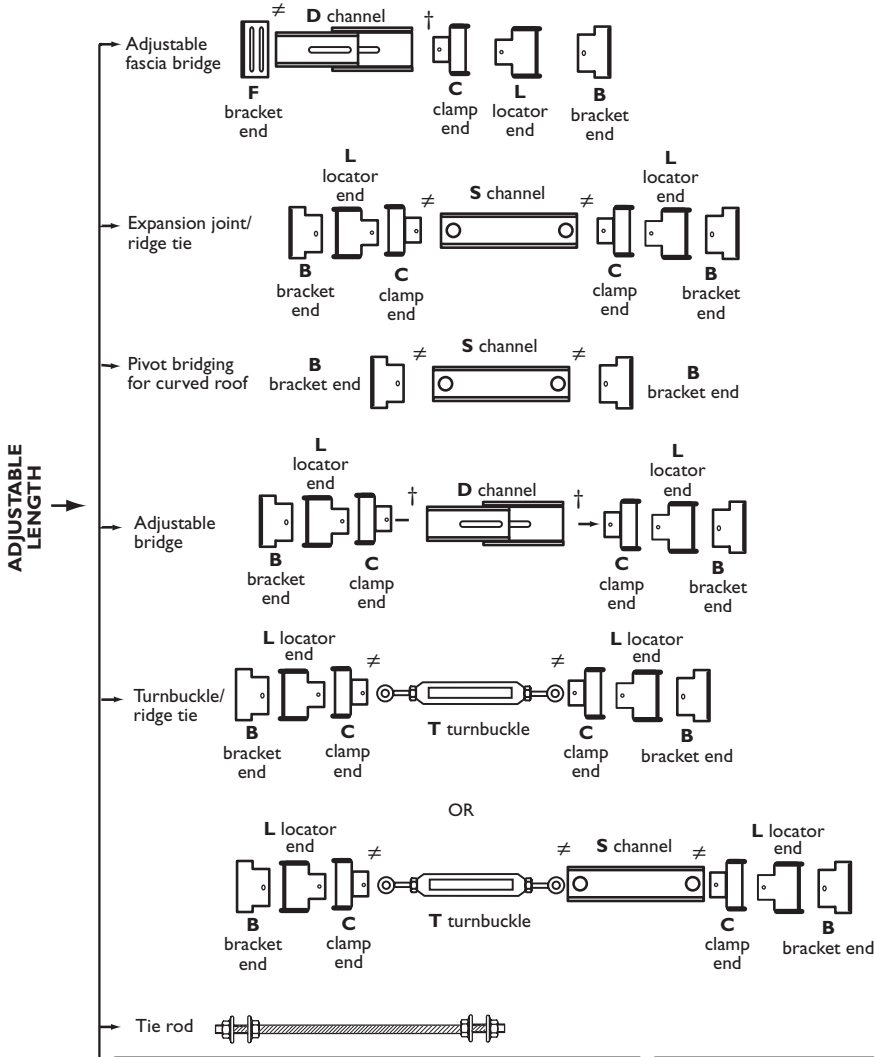 ADJUSTABLE
LENGTH
Adjustable
fascia bridge
≠
D channel
†
F
bracket
end
C
clamp
end
L
locator
end
B
bracket
end
Expansion joint/
ridge tie
L
locator
end
≠
S channel
≠
L
locator
end
B
bracket
end
C
clamp
end
C
clamp
end
B
bracket
end
Pivot bridging
for curved roof
B
bracket end
≠
S channel
≠
B
bracket end
Adjustable
bridge
L
locator
end
†
D channel
†
L
locator
end
B
bracket
end
C
clamp
end
C
clamp
end
B
bracket
end
Turnbuckle/
ridge tie
L locator
end
≠
≠
L locator
end
B
bracket
end
C
clamp
end
T turnbuckle
C
clamp
end
B
bracket end
OR
L locator
end
≠
≠
S channel
≠
L locator
end
B
bracket
end
C
clamp
end
T turnbuckle
C
clamp
end
B
bracket end
Tie rod